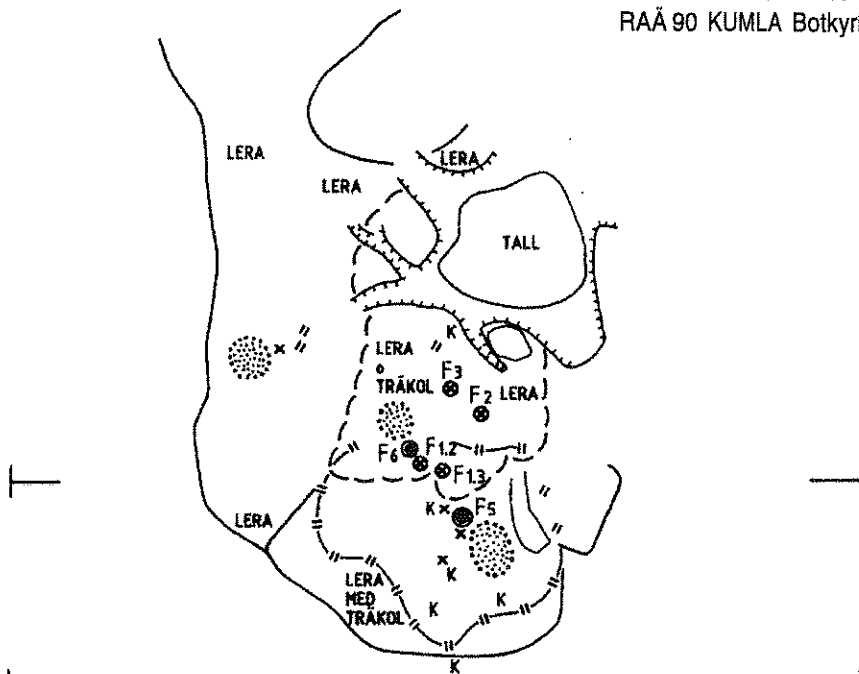 RAÄ 90 KUMLA Botkyr
LERA
LERA
LERA
TALL
K
LERA
o
TRÄKOL
F3
F2
LERA
F6
F1.2
F1.3
K
F5
LERA
K
LERA
MED
TRÄKOL
K
K
K